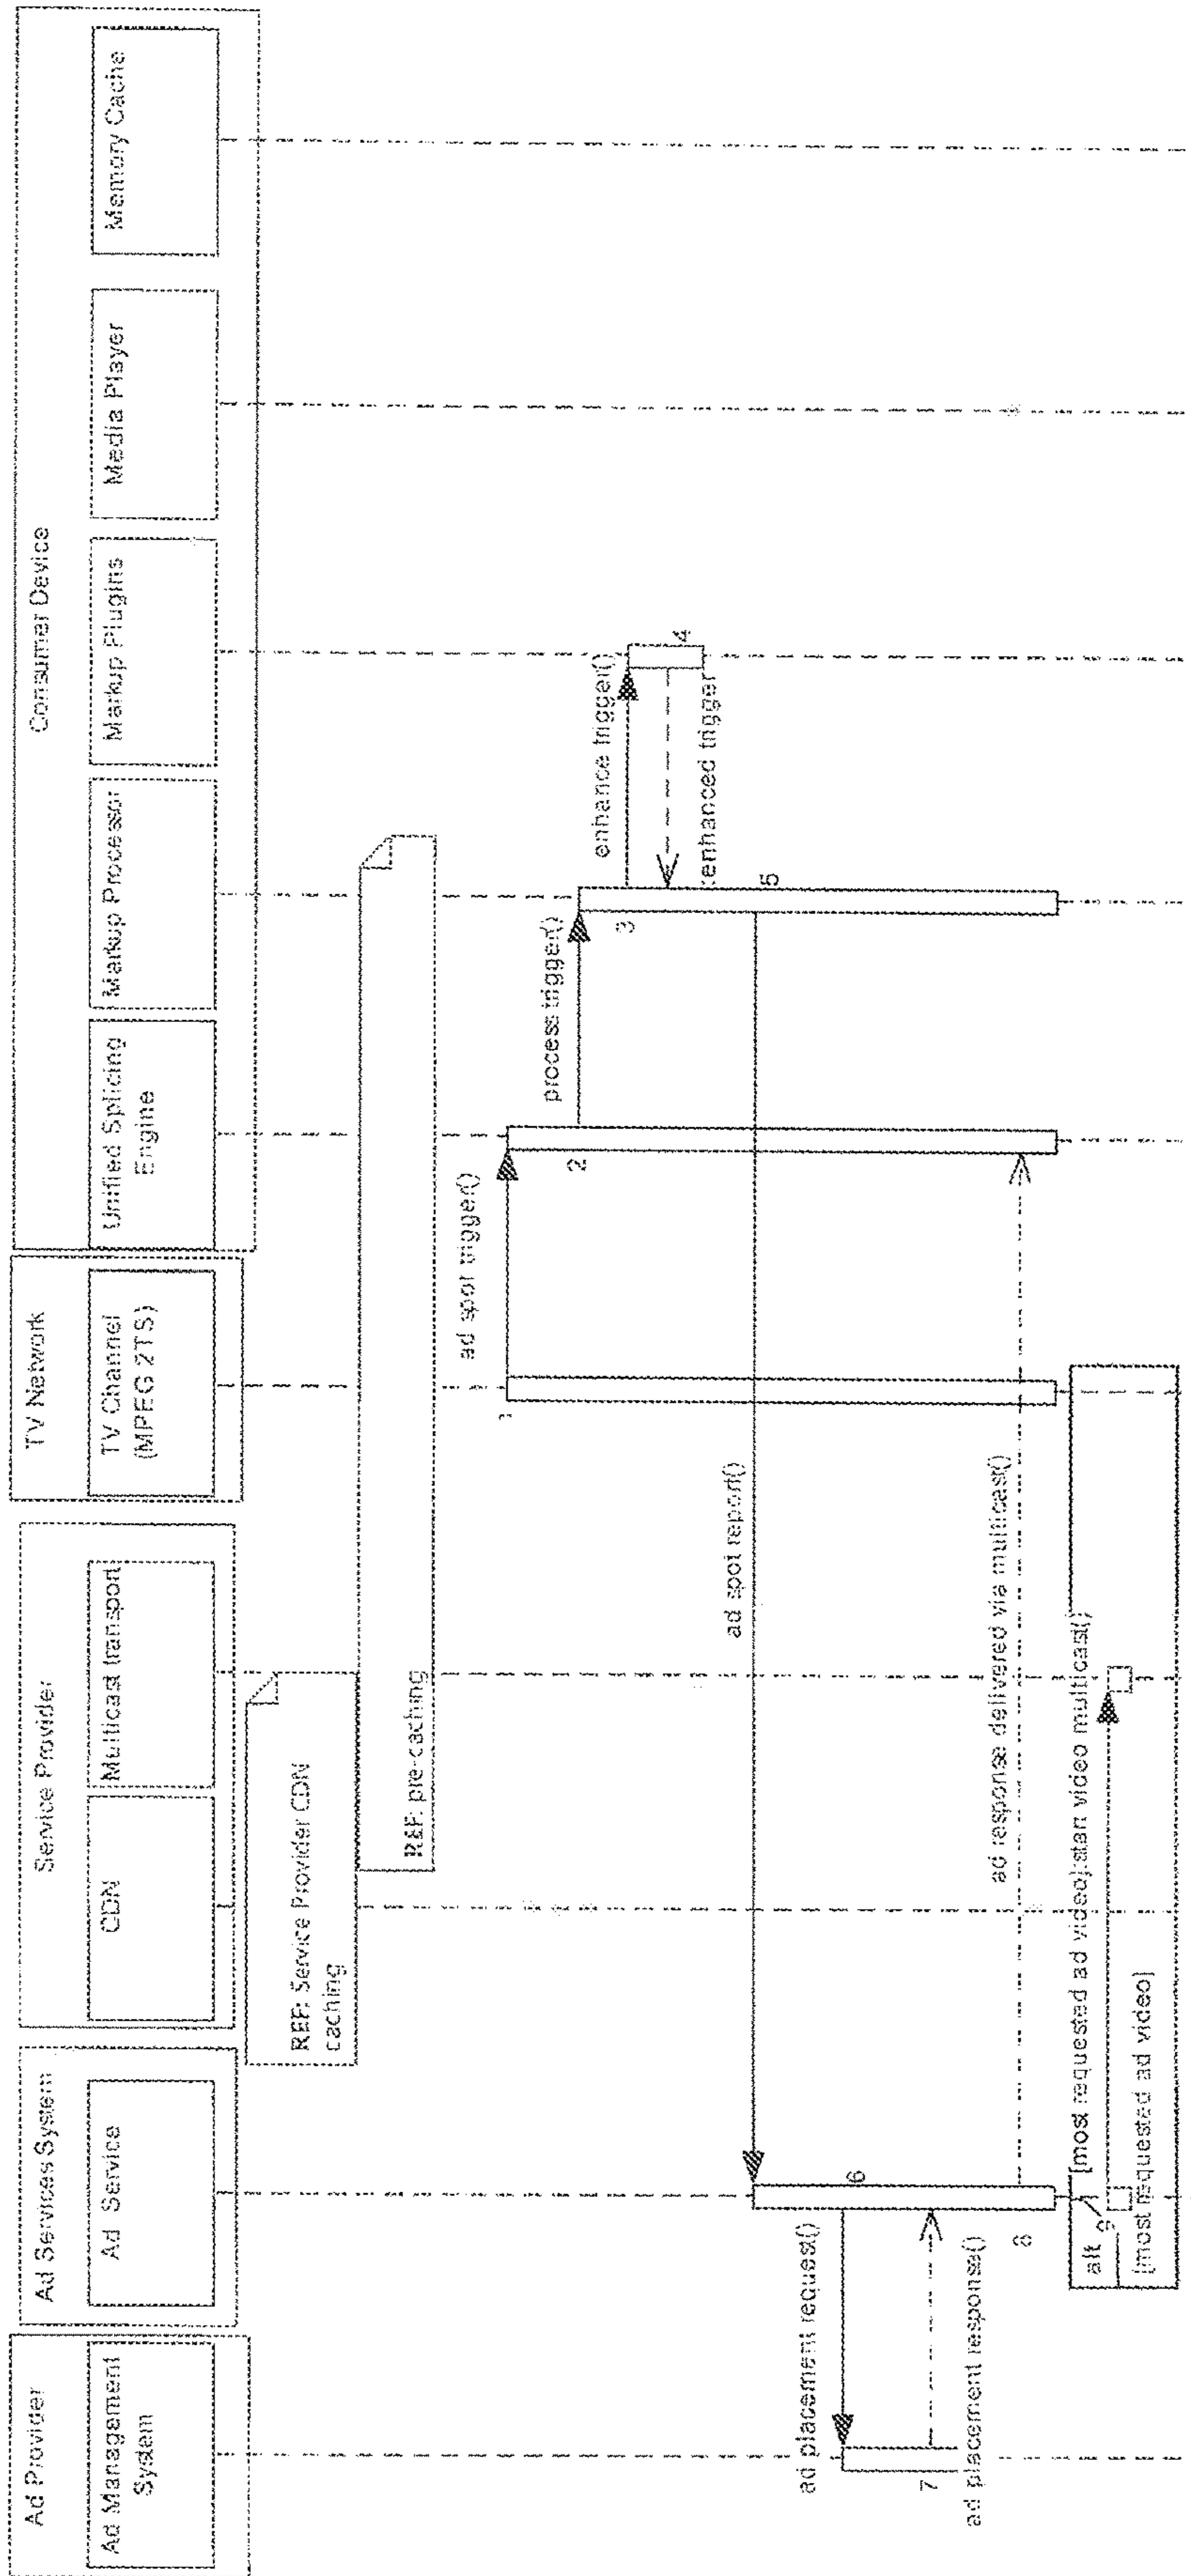 Ad Provider
Ad Management
System
Ad Services System
Ad Service
Service Provider
CDN
Multicast transport
TV Network
TV Channel
(MPEG 2TS)
Consumer Device
Unified Splicing
Engine
Markup Processor
Markup Plugins
Media Player
Memory Cache
REF: Service Provider CDN
caching
REF: pre-caching
ad spot trigger()
1
2
process trigger()
3
enhance trigger()
4
:enhanced trigger
5
ad spot report()
6
ad placement request()
7
ad placement response()
8
ad response delivered via multicast()
alt
[most requested ad video]:start video multicast()
9
[most requested ad video]